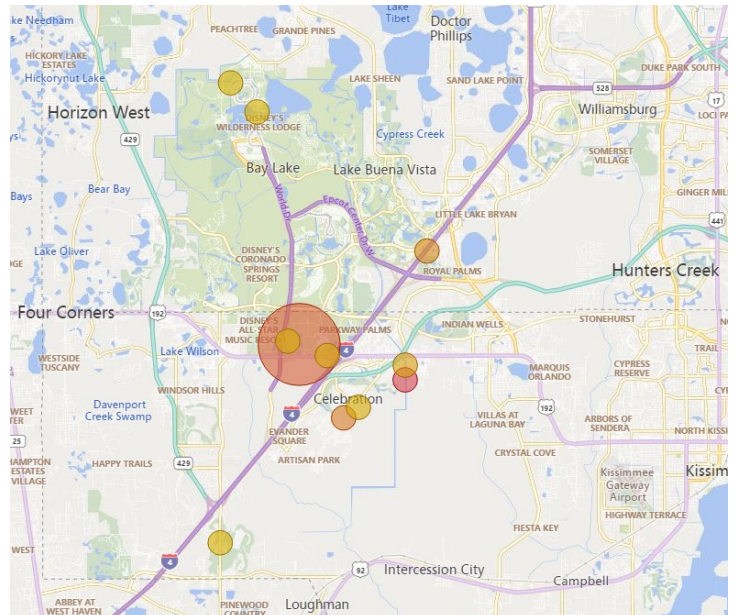 ke Needham
PEACHTREE
GRANDE PINES
Lake
Tibet
Doctor
Phillips
HICKORY LAKE
ESTATES
Hickorynut Lake
LAKE SHEEN
SAND LAKE POINT
DUKE PARK SOUTH
528
17
Horizon West
DISNEY'S
WILDERNESS LODGE
Williamsburg
LOCI PA
429
Cypress Creek
SOMERSET
VILLAGE
Bay Lake
Lake Buena Vista
Bays
Bear Bay
GINGER MIL
World Dr
Epcot Center Dr W
LITTLE LAKE BRYAN
441
Lake Oliver
DISNEY'S
CORONADO
SPRINGS
RESORT
ROYAL PALMS
Hunters Creek
Four Corners
192
DISNEY'S
ALL-STAR
MUSIC RESORT
PARKWAY PALMS
INDIAN WELLS
STONEHURST
Lake Wilson
4
TRAIL
WESTSIDE
TUSCANY
CYPRESS
RESERVE
MARQUIS
ORLANDO
WINDSOR HILLS
Davenport
Creek Swamp
Celebration
192
4
VILLAS AT
LAGUNA BAY
ARBORS OF
SENDERA
EVANDER
SQUARE
NORTH KISS
25
ARTISAN PARK
CRYSTAL COVE
HAMPTON
ESTATES
VILLAGE
HAPPY TRAILS
429
Kissimmee
Gateway
Airport
Kissim
HIGHWAY TERRACE
FIESTA KEY
WEST
4
92
Intercession City
Campbell
ABBEY AT
WEST HAVEN
PINEWOOD
COUNTRY
Loughman